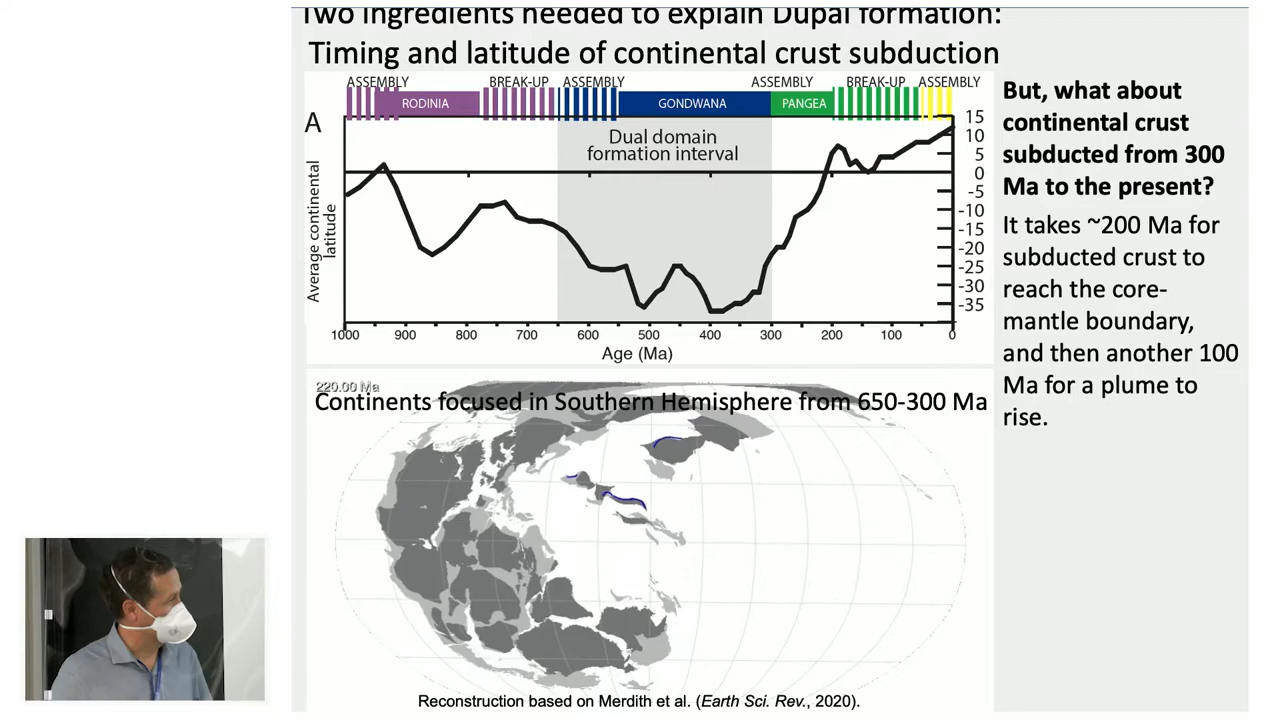 Two ingredients needed to explain Dupal formation:
Timing and latitude of continental crust subduction
ASSEMBLY BREAK-UP ASSEMBLY ASSEMBLY BREAK-UP ASSEMBLY
RODINIA GONDWANA PANGEA
A
Dual domain
formation interval
Average continental
latitude
15
10
5
0
-5
-10
-15
-20
-25
-30
-35
1000 900 800 700 600 500 400 300 200 100 0
Age (Ma)
220.00 Ma
Continents focused in Southern Hemisphere from 650-300 Ma
Reconstruction based on Merdith et al. (Earth Sci. Rev., 2020).
But, what about
continental crust
subducted from 300
Ma to the present?
It takes ~200 Ma for
subducted crust to
reach the core-
mantle boundary,
and then another 100
Ma for a plume to
rise.